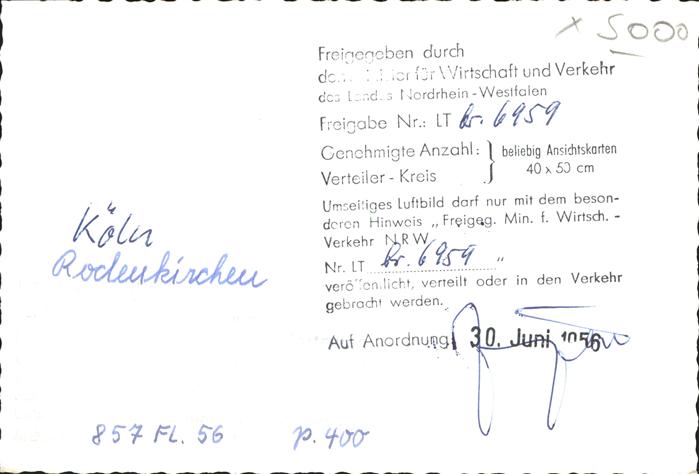 x 5000
Freigegeben durch
für Wirtschaft und Verkehr
des Landes Nordrhein-Westfalen
Freigabe Nr.: LT br. 6959
Genehmigte Anzahl: } beliebig Ansichtskarten
Verteiler - Kreis 40 x 50 cm
Umseitiges Luftbild darf nur mit dem beson-
deren Hinweis „Freigeg. Min. f. Wirtsch. -
Verkehr NRW
Nr. LT br. 6959 "
veröffentlicht, verteilt oder in den Verkehr
gebracht werden.
Auf Anordnung 30. Juni 1956
Köln
Rodenkirchen
857 FL. 56 p. 400